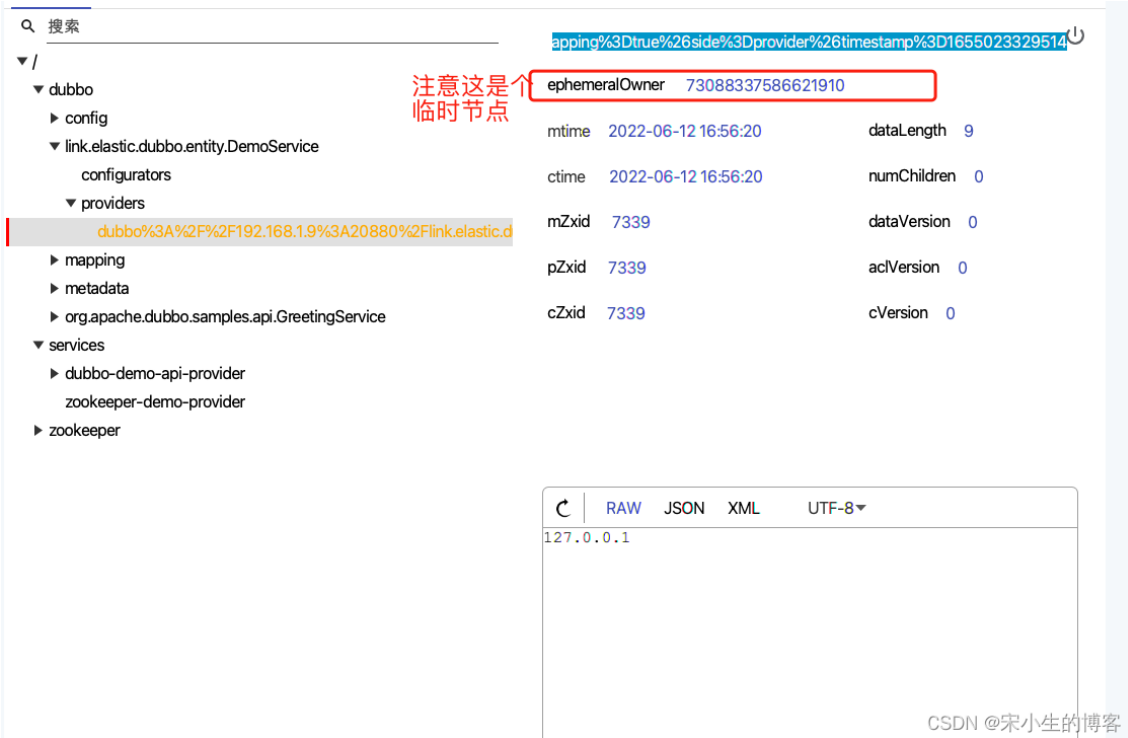 搜索
/
dubbo
config
link.elastic.dubbo.entity.DemoService
configurators
providers
dubbo%3A%2F%2F192.168.1.9%3A20880%2Flink.elastic.d
mapping
metadata
org.apache.dubbo.samples.api.GreetingService
services
dubbo-demo-api-provider
zookeeper-demo-provider
zookeeper
注意这是个
临时节点
apping%3Dtrue%26side%3Dprovider%26timestamp%3D1655023329514
ephemeralOwner 73088337586621910
mtime 2022-06-12 16:56:20 dataLength 9
ctime 2022-06-12 16:56:20 numChildren 0
mZxid 7339 dataVersion 0
pZxid 7339 aclVersion 0
cZxid 7339 cVersion 0
RAW JSON XML UTF-8
127.0.0.1
CSDN @宋小生的博客